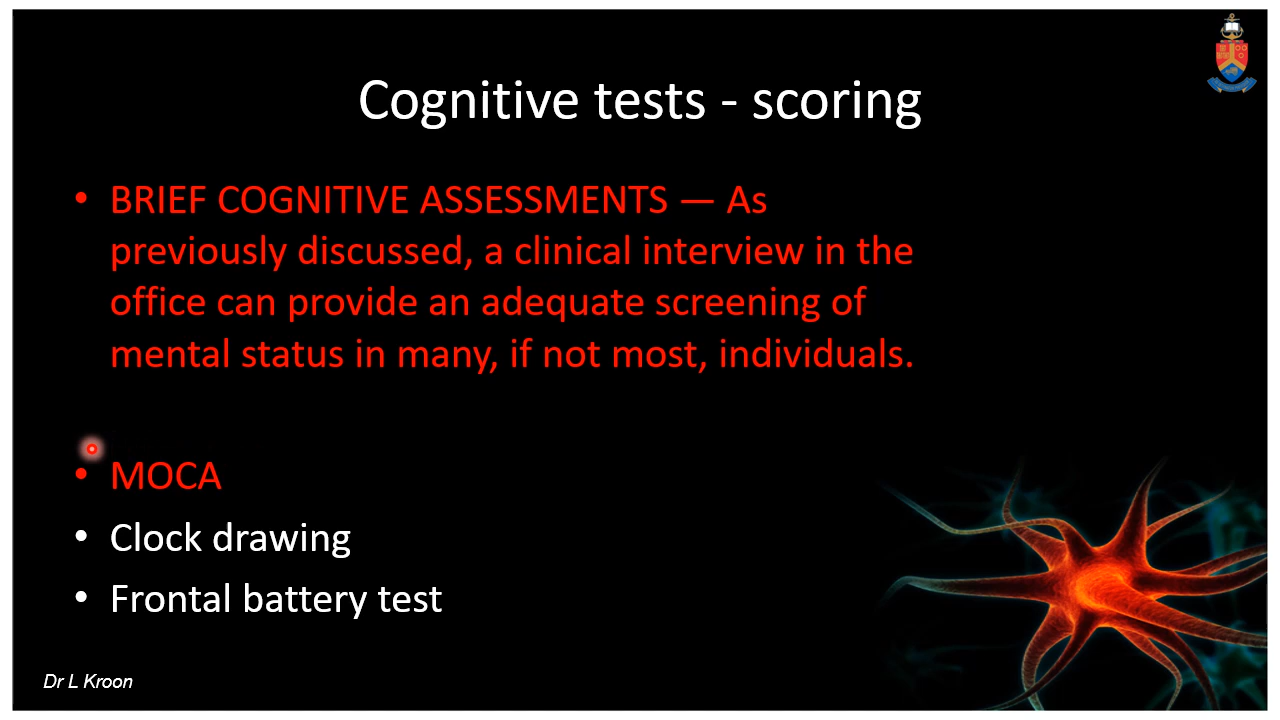 Cognitive tests - scoring
• BRIEF COGNITIVE ASSESSMENTS — As
previously discussed, a clinical interview in the
office can provide an adequate screening of
mental status in many, if not most, individuals.
• MOCA
• Clock drawing
• Frontal battery test
Dr L Kroon